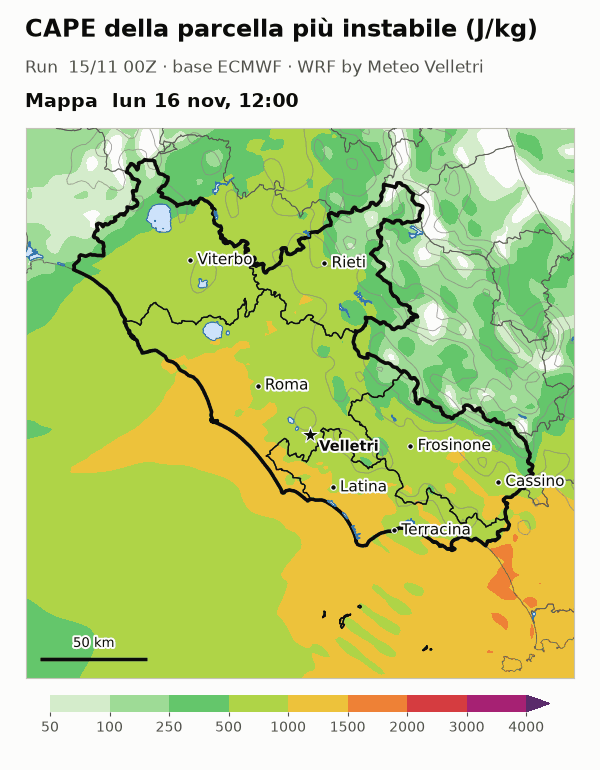 CAPE della parcella più instabile (J/kg)
Run  15/11 00Z · base ECMWF · WRF by Meteo Velletri
Mappa  lun 16 nov, 12:00
Viterbo
Rieti
Roma
Velletri
Frosinone
Cassino
Latina
Terracina
50 km
50 100 250 500 1000 1500 2000 3000 4000